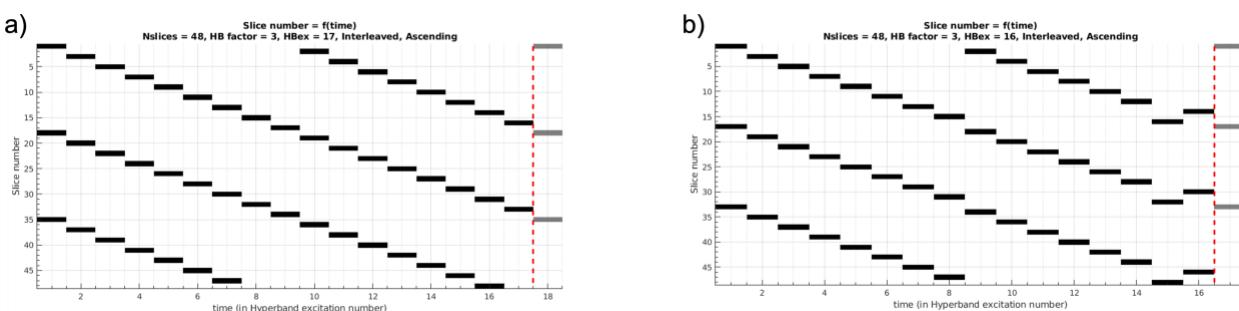 a)
Slice number = f(time)
Nslices = 48, HB factor = 3, HBex = 17, Interleaved, Ascending
5
10
15
20
25
30
35
40
45
Slice number
2 4 6 8 10 12 14 16 18
time (in Hyperband excitation number)
b)
Slice number = f(time)
Nslices = 48, HB factor = 3, HBex = 16, Interleaved, Ascending
5
10
15
20
25
30
35
40
45
Slice number
2 4 6 8 10 12 14 16
time (in Hyperband excitation number)